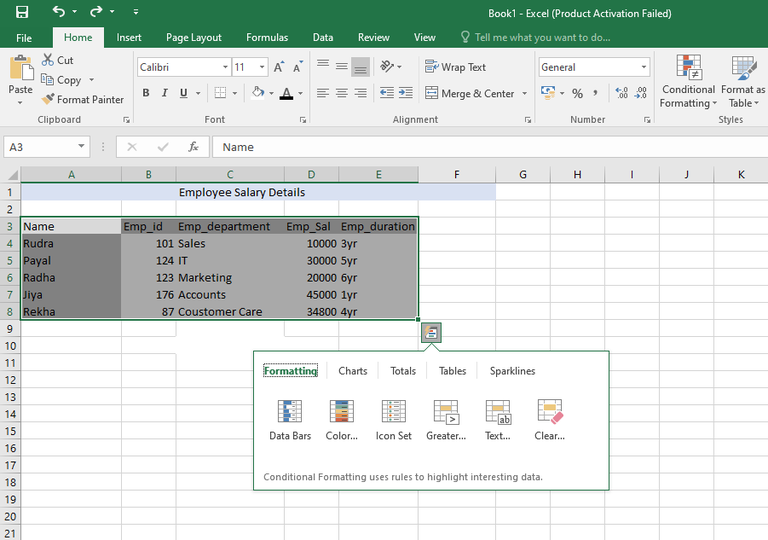 Book1 - Excel (Product Activation Failed)
File Home Insert Page Layout Formulas Data Review View Tell me what you want to do...
Paste
Cut
Copy
Format Painter
Clipboard
Calibri 11 A A
B I U A
Font
ab Wrap Text
Merge & Center
Alignment
General
% , .0 .00 .00 .0
Number
Conditional Formatting
Format as Table
Styles
A3 fx Name
A B C D E F G H I J K
1 Employee Salary Details
2
3 Name Emp_id Emp_department Emp_Sal Emp_duration
4 Rudra 101 Sales 10000 3yr
5 Payal 124 IT 30000 5yr
6 Radha 123 Marketing 20000 6yr
7 Jiya 176 Accounts 45000 1yr
8 Rekha 87 Coustomer Care 34800 4yr
9
10
11
12
13
14
15
16
17
18
19
20
21
Formatting Charts Totals Tables Sparklines
Data Bars Color... Icon Set Greater... Text... Clear...
Conditional Formatting uses rules to highlight interesting data.